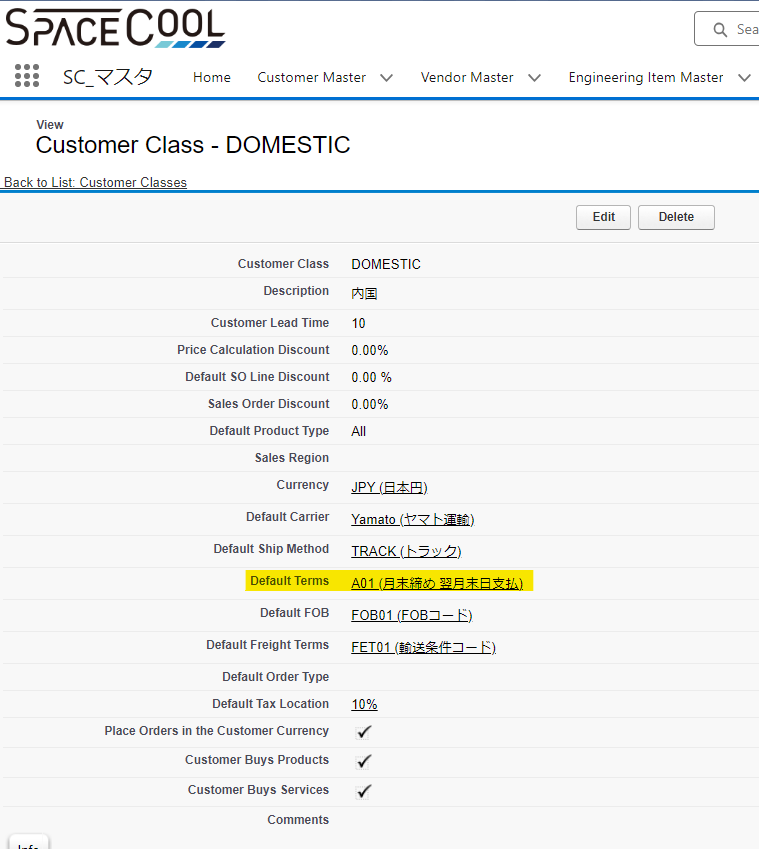 SPACECOOL
Sea
SC_マスタ Home Customer Master Vendor Master Engineering Item Master
View
Customer Class - DOMESTIC
Back to List: Customer Classes
Edit Delete
Customer Class DOMESTIC
Description 内国
Customer Lead Time 10
Price Calculation Discount 0.00%
Default SO Line Discount 0.00 %
Sales Order Discount 0.00%
Default Product Type All
Sales Region
Currency JPY (日本円)
Default Carrier Yamato (ヤマト運輸)
Default Ship Method TRACK (トラック)
Default Terms A01 (月末締め 翌月末日支払)
Default FOB FOB01 (FOBコード)
Default Freight Terms FET01 (輸送条件コード)
Default Order Type
Default Tax Location 10%
Place Orders in the Customer Currency
Customer Buys Products
Customer Buys Services
Comments
Info